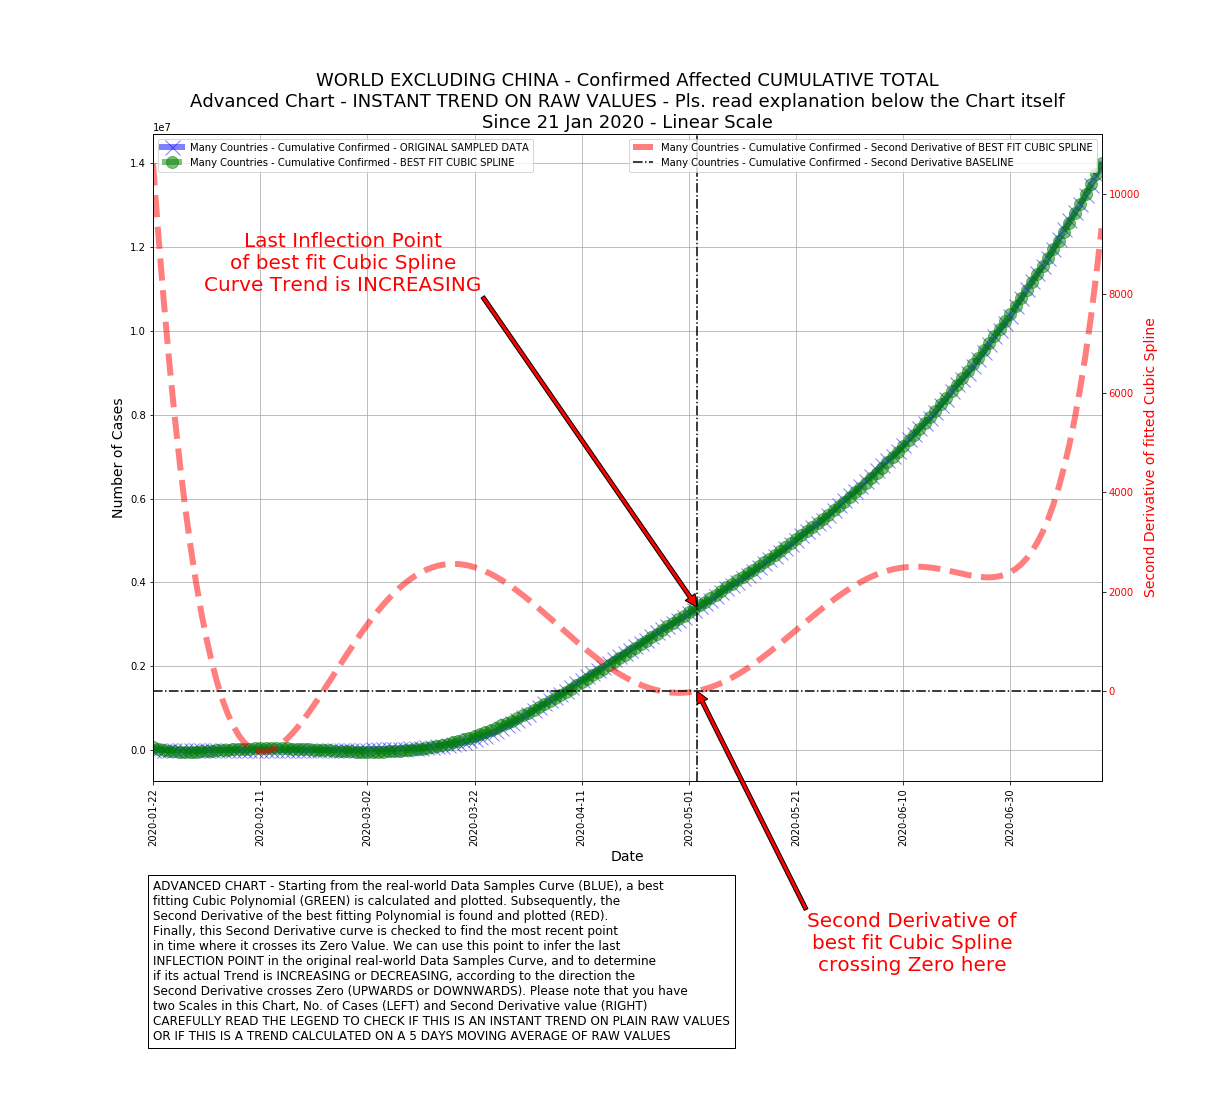 WORLD EXCLUDING CHINA - Confirmed Affected CUMULATIVE TOTAL
Advanced Chart - INSTANT TREND ON RAW VALUES - Pls. read explanation below the Chart itself
Since 21 Jan 2020 - Linear Scale
1e7
Many Countries - Cumulative Confirmed - ORIGINAL SAMPLED DATA
Many Countries - Cumulative Confirmed - BEST FIT CUBIC SPLINE
Many Countries - Cumulative Confirmed - Second Derivative of BEST FIT CUBIC SPLINE
Many Countries - Cumulative Confirmed - Second Derivative BASELINE
Last Inflection Point
of best fit Cubic Spline
Curve Trend is INCREASING
Number of Cases
1.4
1.2
1.0
0.8
0.6
0.4
0.2
0.0
10000
8000
6000
4000
2000
0
Second Derivative of fitted Cubic Spline
2020-01-22
2020-02-11
2020-03-02
2020-03-22
2020-04-11
2020-05-01
2020-05-21
2020-06-10
2020-06-30
Date
Second Derivative of
best fit Cubic Spline
crossing Zero here
ADVANCED CHART - Starting from the real-world Data Samples Curve (BLUE), a best
fitting Cubic Polynomial (GREEN) is calculated and plotted. Subsequently, the
Second Derivative of the best fitting Polynomial is found and plotted (RED).
Finally, this Second Derivative curve is checked to find the most recent point
in time where it crosses its Zero Value. We can use this point to infer the last
INFLECTION POINT in the original real-world Data Samples Curve, and to determine
if its actual Trend is INCREASING or DECREASING, according to the direction the
Second Derivative crosses Zero (UPWARDS or DOWNWARDS). Please note that you have
two Scales in this Chart, No. of Cases (LEFT) and Second Derivative value (RIGHT)
CAREFULLY READ THE LEGEND TO CHECK IF THIS IS AN INSTANT TREND ON PLAIN RAW VALUES
OR IF THIS IS A TREND CALCULATED ON A 5 DAYS MOVING AVERAGE OF RAW VALUES